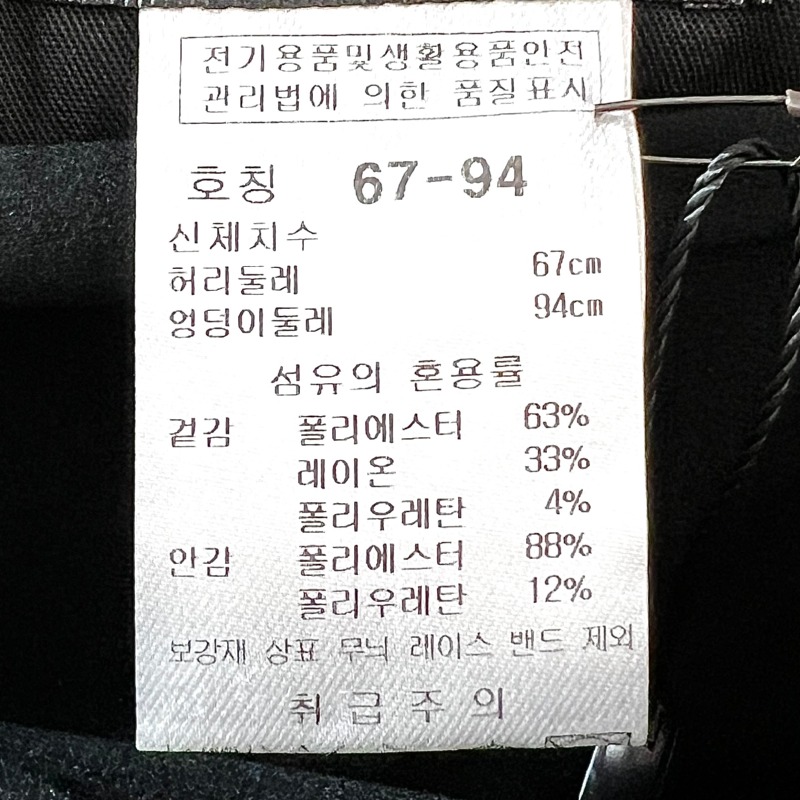 전기용품및생활용품안전
관리법에 의한 품질표시
호칭 67-94
신체치수
허리둘레 67cm
엉덩이둘레 94cm
섬유의 혼용률
겉감 폴리에스터 63%
레이온 33%
폴리우레탄 4%
안감 폴리에스터 88%
폴리우레탄 12%
보강재 상표 무늬 레이스 밴드 제외
취급주의